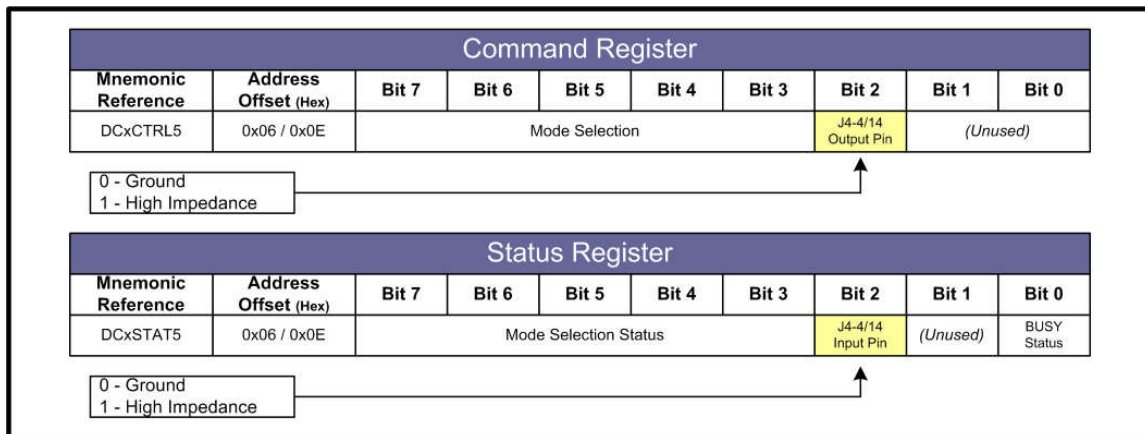 Command Register
Mnemonic Reference Address Offset (Hex) Bit 7 Bit 6 Bit 5 Bit 4 Bit 3 Bit 2 Bit 1 Bit 0
DCxCTRL5 0x06 / 0x0E Mode Selection J4-4/14 Output Pin (Unused)
0 - Ground
1 - High Impedance
Status Register
Mnemonic Reference Address Offset (Hex) Bit 7 Bit 6 Bit 5 Bit 4 Bit 3 Bit 2 Bit 1 Bit 0
DCxSTAT5 0x06 / 0x0E Mode Selection Status J4-4/14 Input Pin (Unused) BUSY Status
0 - Ground
1 - High Impedance